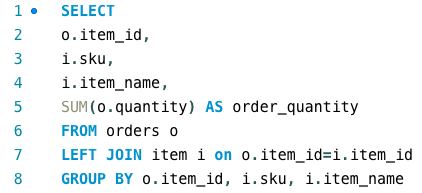 1 SELECT
2 o.item_id,
3 i.sku,
4 i.item_name,
5 SUM(o.quantity) AS order_quantity
6 FROM orders o
7 LEFT JOIN item i on o.item_id=i.item_id
8 GROUP BY o.item_id, i.sku, i.item_name